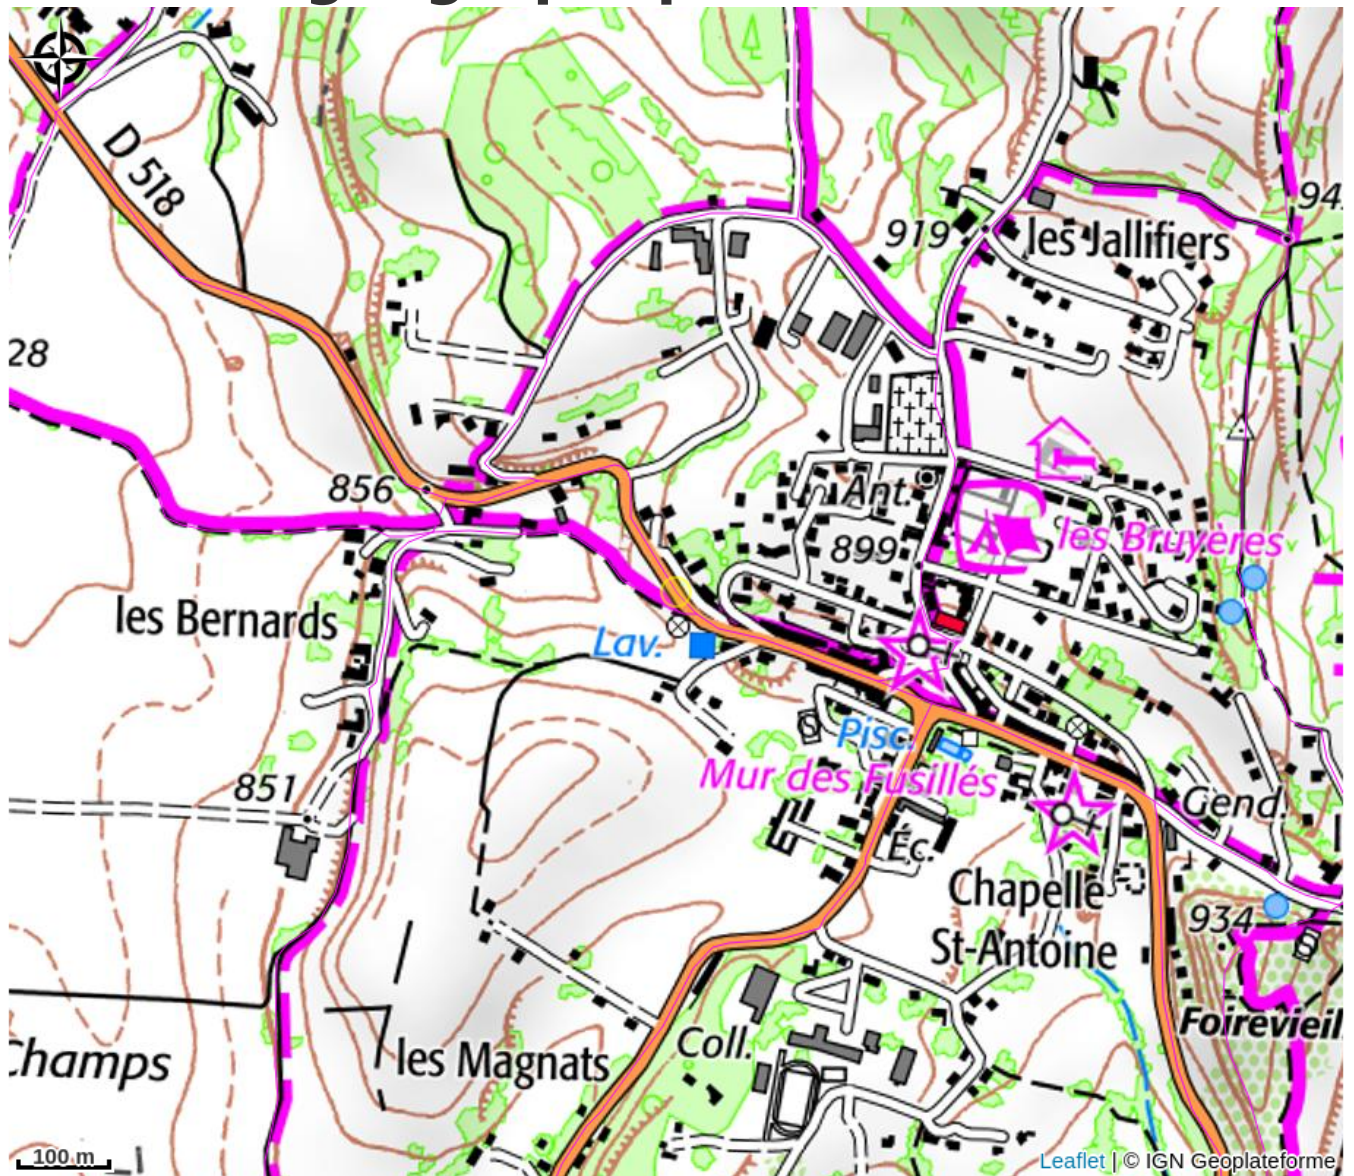 D 518
94
919
les Jallifiers
28
856
Ant.
899
les Bruyères
les Bernards
Lav.
Pisc.
Mur des Fusillés
851
Gend.
Éc.
Chapelle
St-Antoine
934
Foirevieil
Champs
les Magnats
Coll.
100 m
Leaflet | © IGN Geoplateforme